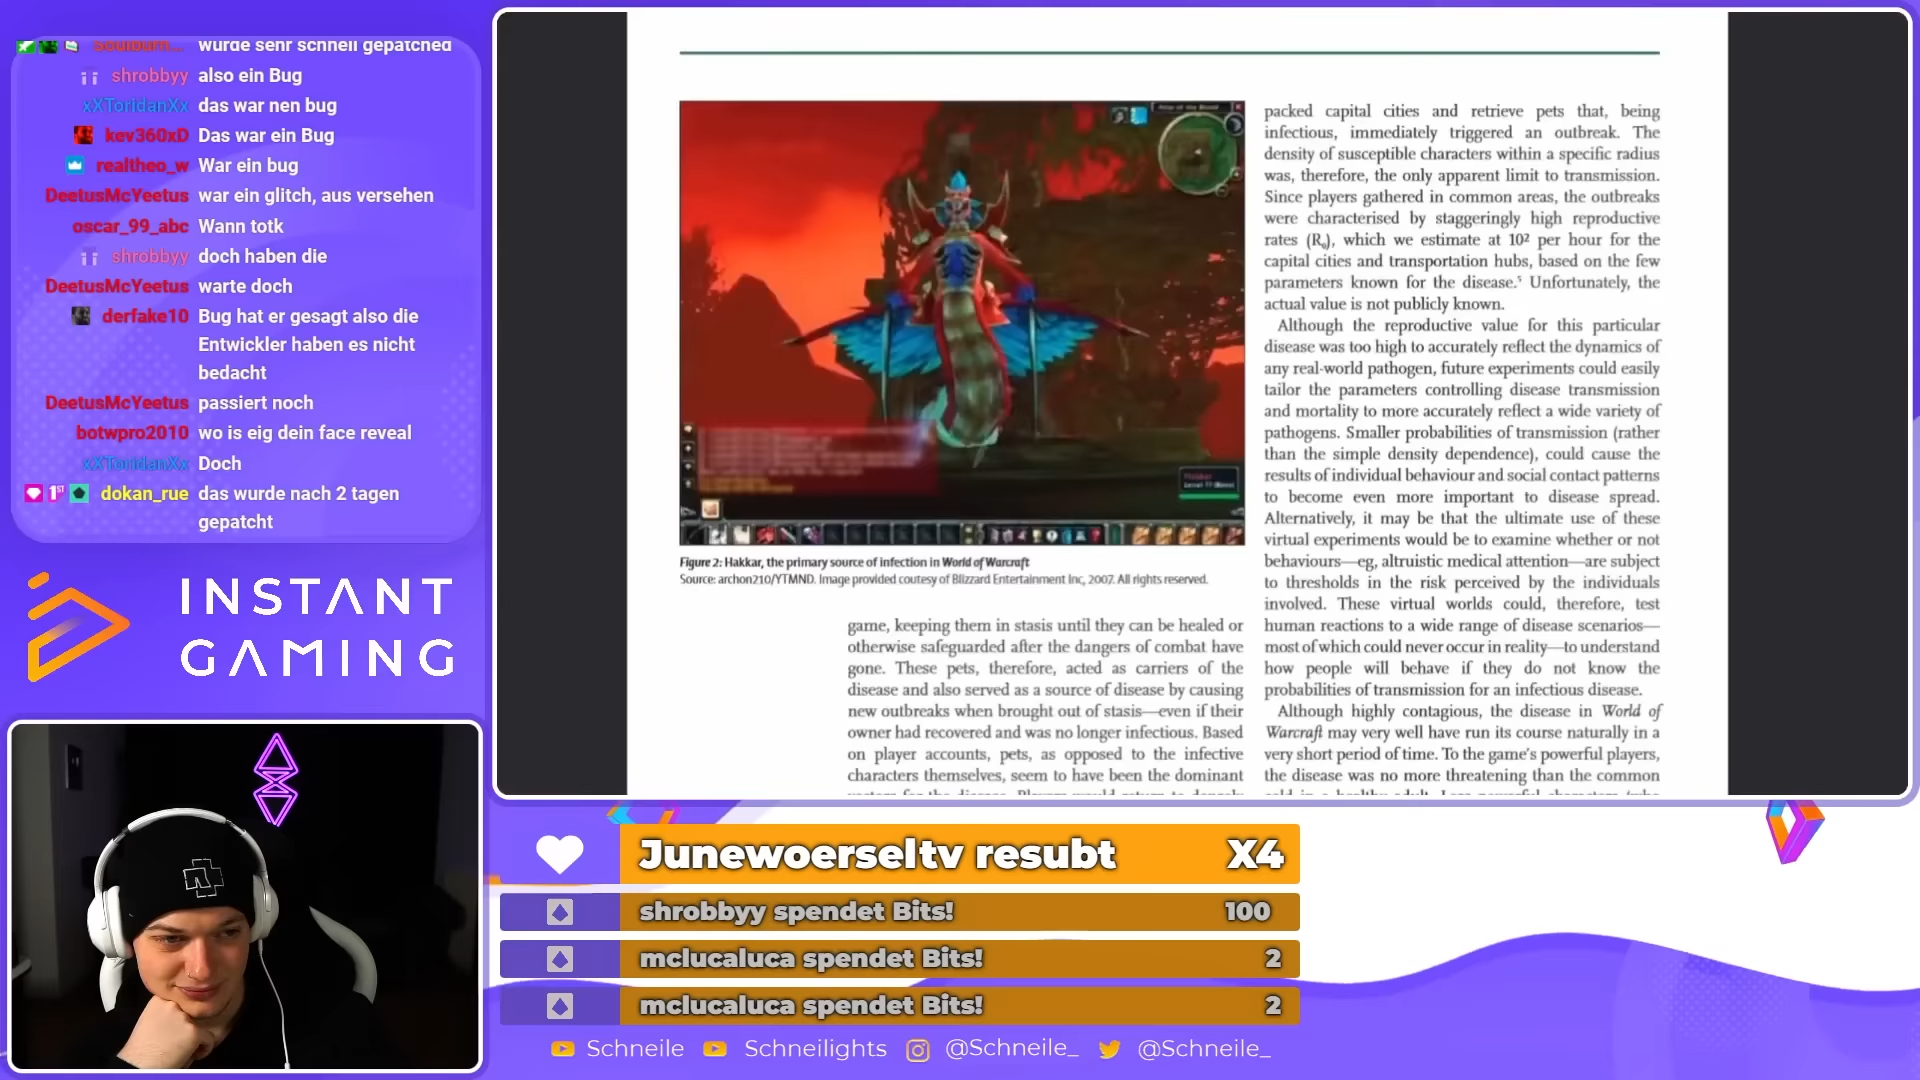 wurde sehr schnell gepatched
shrobbyy also ein Bug
xXToridanXx das war nen bug
kev360xD Das war ein Bug
realtheo_w War ein bug
DeetusMcYeetus war ein glitch, aus versehen
oscar_99_abc Wann totk
shrobbyy doch haben die
DeetusMcYeetus warte doch
derfake10 Bug hat er gesagt also die
Entwickler haben es nicht
bedacht
DeetusMcYeetus passiert noch
botwpro2010 wo is eig dein face reveal
xXToridanXx Doch
1ST dokan_rue das wurde nach 2 tagen
gepatcht
INSTANT
GAMING
Figure 2: Hakkar, the primary source of infection in World of Warcraft
Source: archon210/YTMND. Image provided coutesy of Blizzard Entertainment Inc, 2007. All rights reserved.
game, keeping them in stasis until they can be healed or
otherwise safeguarded after the dangers of combat have
gone. These pets, therefore, acted as carriers of the
disease and also served as a source of disease by causing
new outbreaks when brought out of stasis—even if their
owner had recovered and was no longer infectious. Based
on player accounts, pets, as opposed to the infective
characters themselves, seem to have been the dominant
packed capital cities and retrieve pets that, being
infectious, immediately triggered an outbreak. The
density of susceptible characters within a specific radius
was, therefore, the only apparent limit to transmission.
Since players gathered in common areas, the outbreaks
were characterised by staggeringly high reproductive
rates (R₀), which we estimate at 10² per hour for the
capital cities and transportation hubs, based on the few
parameters known for the disease.⁵ Unfortunately, the
actual value is not publicly known.
Although the reproductive value for this particular
disease was too high to accurately reflect the dynamics of
any real-world pathogen, future experiments could easily
tailor the parameters controlling disease transmission
and mortality to more accurately reflect a wide variety of
pathogens. Smaller probabilities of transmission (rather
than the simple density dependence), could cause the
results of individual behaviour and social contact patterns
to become even more important to disease spread.
Alternatively, it may be that the ultimate use of these
virtual experiments would be to examine whether or not
behaviours—eg, altruistic medical attention—are subject
to thresholds in the risk perceived by the individuals
involved. These virtual worlds could, therefore, test
human reactions to a wide range of disease scenarios—
most of which could never occur in reality—to understand
how people will behave if they do not know the
probabilities of transmission for an infectious disease.
Although highly contagious, the disease in World of
Warcraft may very well have run its course naturally in a
very short period of time. To the game's powerful players,
the disease was no more threatening than the common
Junewoerseltv resubt X4
shrobbyy spendet Bits! 100
mclucaluca spendet Bits! 2
mclucaluca spendet Bits! 2
Schneile Schneilights @Schneile_ @Schneile_